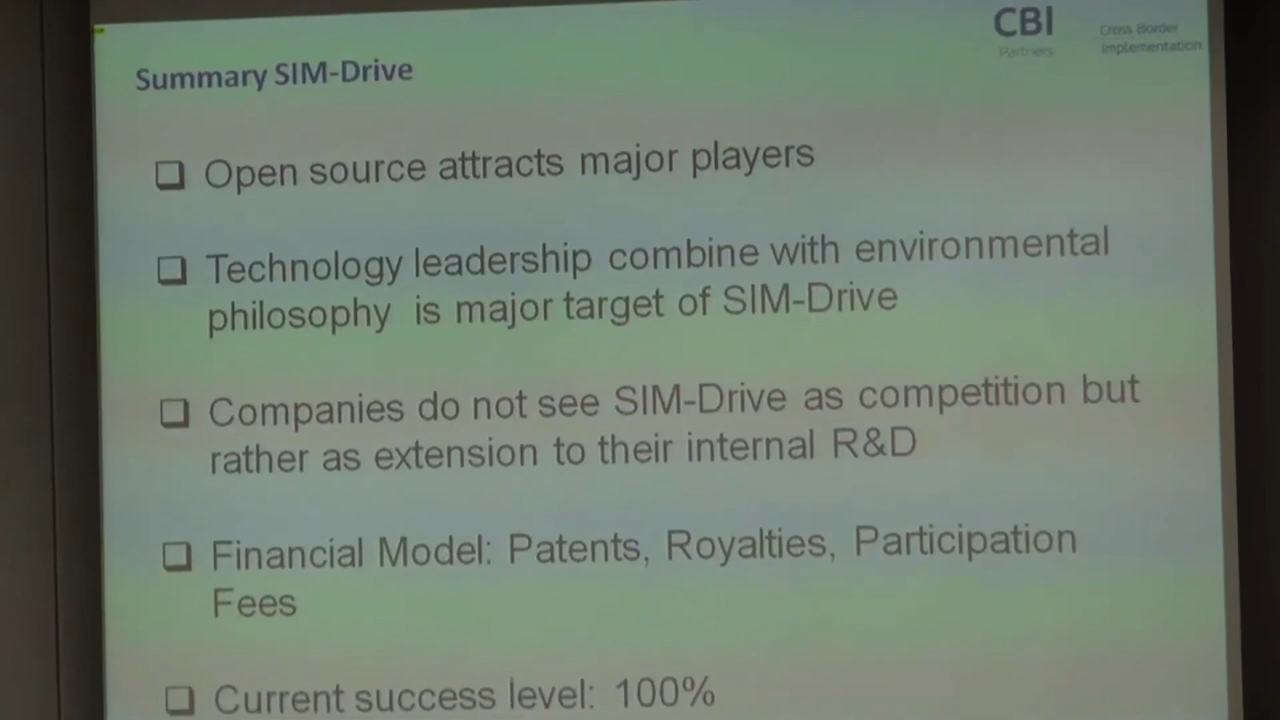 CBI
Partners
Cross Border
Implementation
Summary SIM-Drive
❑ Open source attracts major players
❑ Technology leadership combine with environmental
philosophy is major target of SIM-Drive
❑ Companies do not see SIM-Drive as competition but
rather as extension to their internal R&D
❑ Financial Model: Patents, Royalties, Participation
Fees
❑ Current success level: 100%